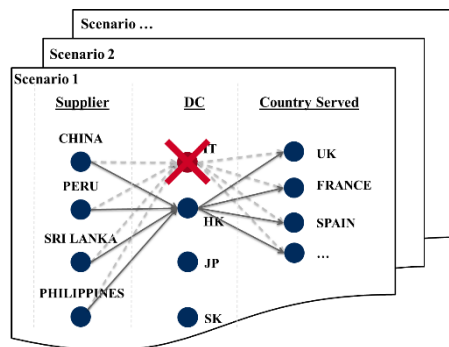 Scenario …
Scenario 2
Scenario 1
Supplier DC Country Served
CHINA IT UK
PERU HK FRANCE
SRI LANKA JP SPAIN
PHILIPPINES SK …